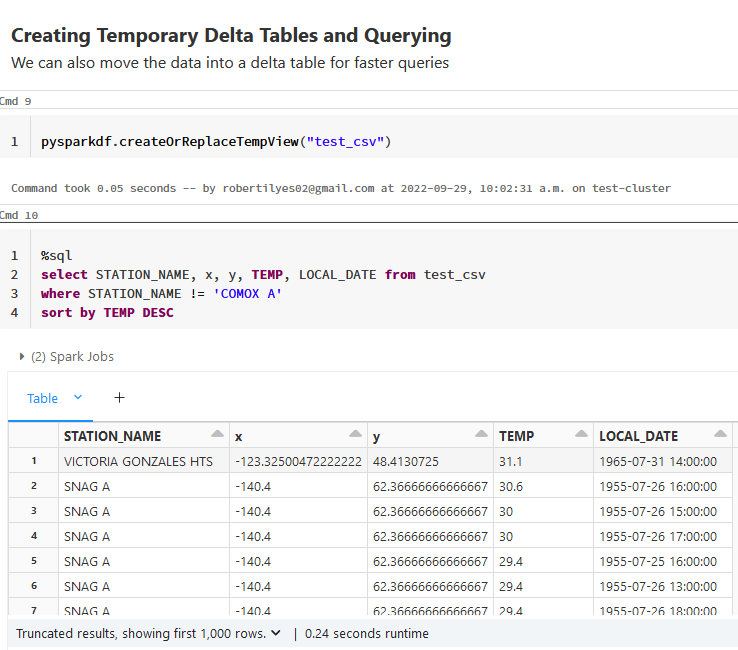 Creating Temporary Delta Tables and Querying
We can also move the data into a delta table for faster queries
Cmd 9
1 pysparkdf.createOrReplaceTempView("test_csv")
Command took 0.05 seconds -- by robertilyes02@gmail.com at 2022-09-29, 10:02:31 a.m. on test-cluster
Cmd 10
1 %sql
2 select STATION_NAME, x, y, TEMP, LOCAL_DATE from test_csv
3 where STATION_NAME != 'COMOX A'
4 sort by TEMP DESC
(2) Spark Jobs
Table +
STATION_NAME x y TEMP LOCAL_DATE
1 VICTORIA GONZALES HTS -123.32500472222222 48.4130725 31.1 1965-07-31 14:00:00
2 SNAG A -140.4 62.36666666666667 30.6 1955-07-26 16:00:00
3 SNAG A -140.4 62.36666666666667 30 1955-07-26 15:00:00
4 SNAG A -140.4 62.36666666666667 30 1955-07-26 17:00:00
5 SNAG A -140.4 62.36666666666667 29.4 1955-07-25 16:00:00
6 SNAG A -140.4 62.36666666666667 29.4 1955-07-26 13:00:00
7 SNAG A -140.4 62.36666666666667 29.4 1955-07-26 18:00:00
Truncated results, showing first 1,000 rows. | 0.24 seconds runtime